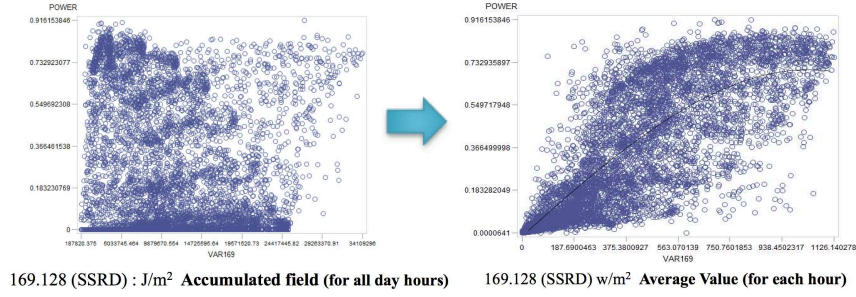 POWER
0.916153846
0.732923077
0.549692308
0.366461538
0.183230769
0
187820.376 5033745.464 9879670.554 14725595.64 19571520.73 24417445.82 29263370.91 34109296
VAR169
169.128 (SSRD) : J/m² Accumulated field (for all day hours)
POWER
0.916153846
0.732935897
0.549717948
0.366499998
0.183282049
0.0000641
0 187.6900463 375.3800927 563.070139 750.7601853 938.4502317 1126.140278
VAR169
169.128 (SSRD) w/m² Average Value (for each hour)